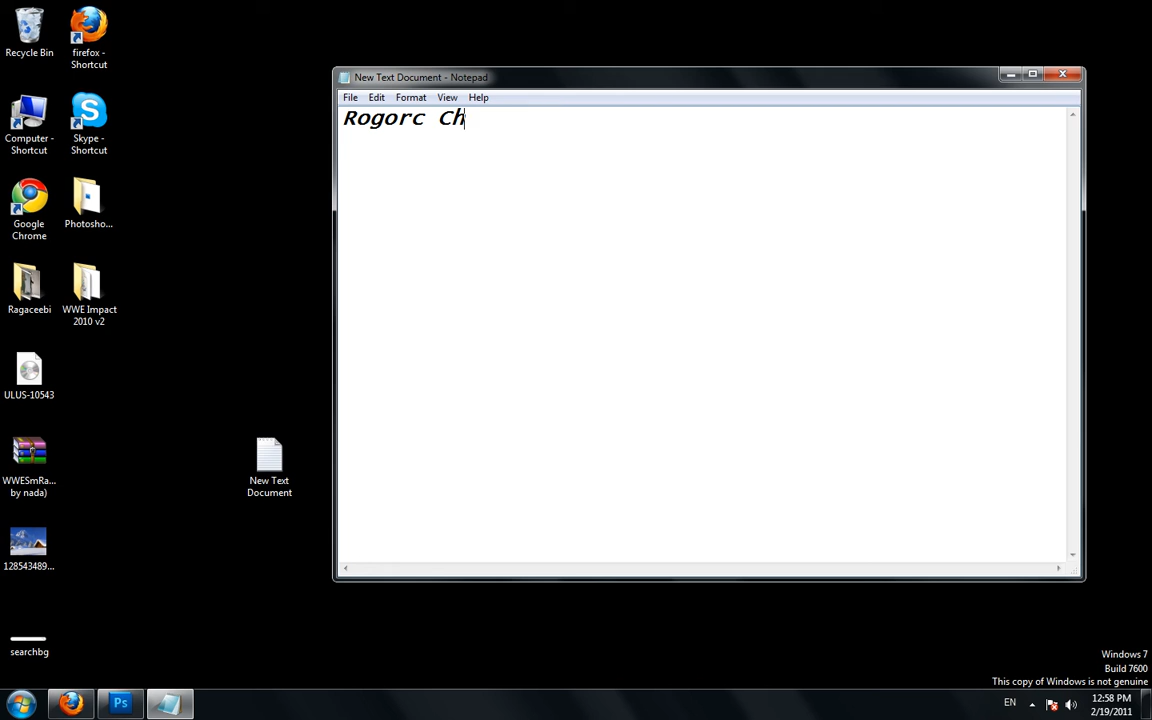 Recycle Bin
firefox -
Shortcut
Computer -
Shortcut
Skype -
Shortcut
Google
Chrome
Photosho...
Ragaceebi
WWE Impact
2010 v2
ULUS-10543
WWESmRa...
by nada)
128543489...
searchbg
New Text
Document
New Text Document - Notepad
File Edit Format View Help
Rogorc Ch
Windows 7
Build 7600
This copy of Windows is not genuine
Ps
EN
12:58 PM
2/19/2011